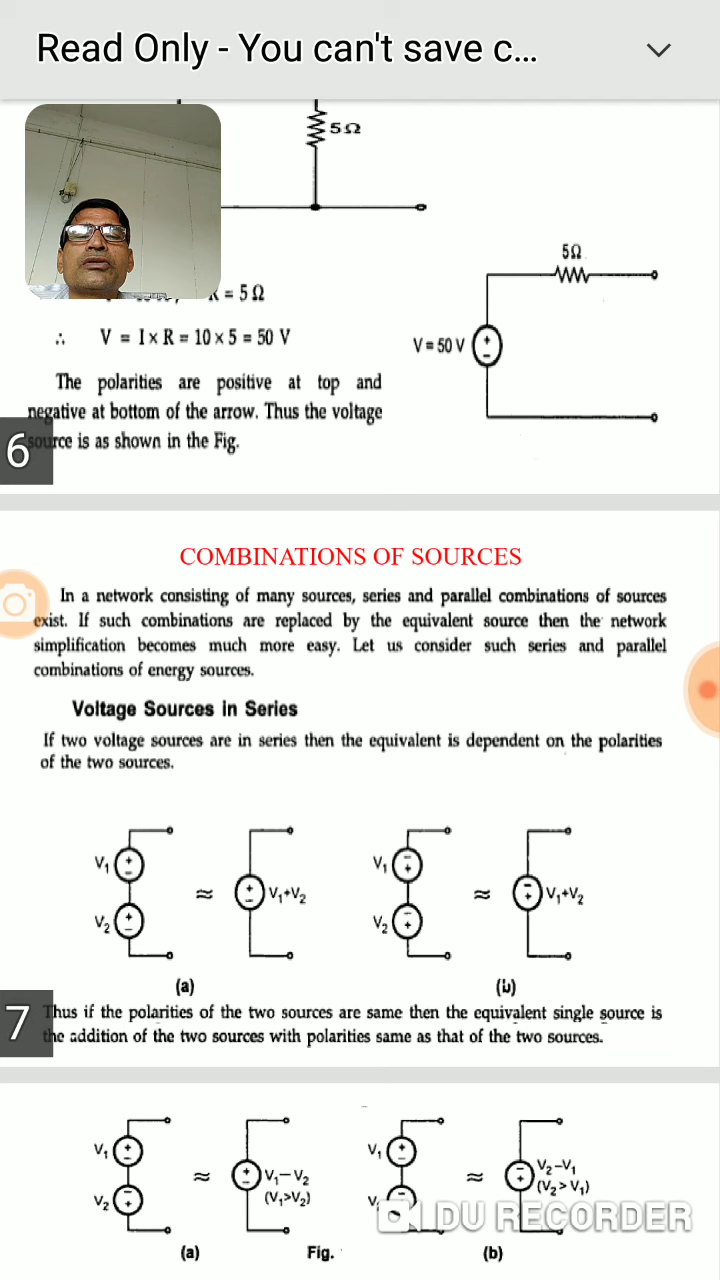 Read Only - You can't save c...
5Ω
= 5 Ω
∴ V = I × R = 10 × 5 = 50 V
The polarities are positive at top and
negative at bottom of the arrow. Thus the voltage
source is as shown in the Fig.
5Ω
V = 50 V
+
−
6
COMBINATIONS OF SOURCES
In a network consisting of many sources, series and parallel combinations of sources
exist. If such combinations are replaced by the equivalent source then the network
simplification becomes much more easy. Let us consider such series and parallel
combinations of energy sources.
Voltage Sources in Series
If two voltage sources are in series then the equivalent is dependent on the polarities
of the two sources.
V₁ + − ≈ + − V₁+V₂ V₁ − + ≈ − + V₁+V₂
V₂ + − V₂ − +
(a) (b)
7
Thus if the polarities of the two sources are same then the equivalent single source is
the addition of the two sources with polarities same as that of the two sources.
V₁ + − ≈ + − V₁−V₂ V₁ + − ≈ − + V₂−V₁
V₂ − + (V₁>V₂) V − (V₂>V₁)
DU RECORDER
(a) Fig. (b)